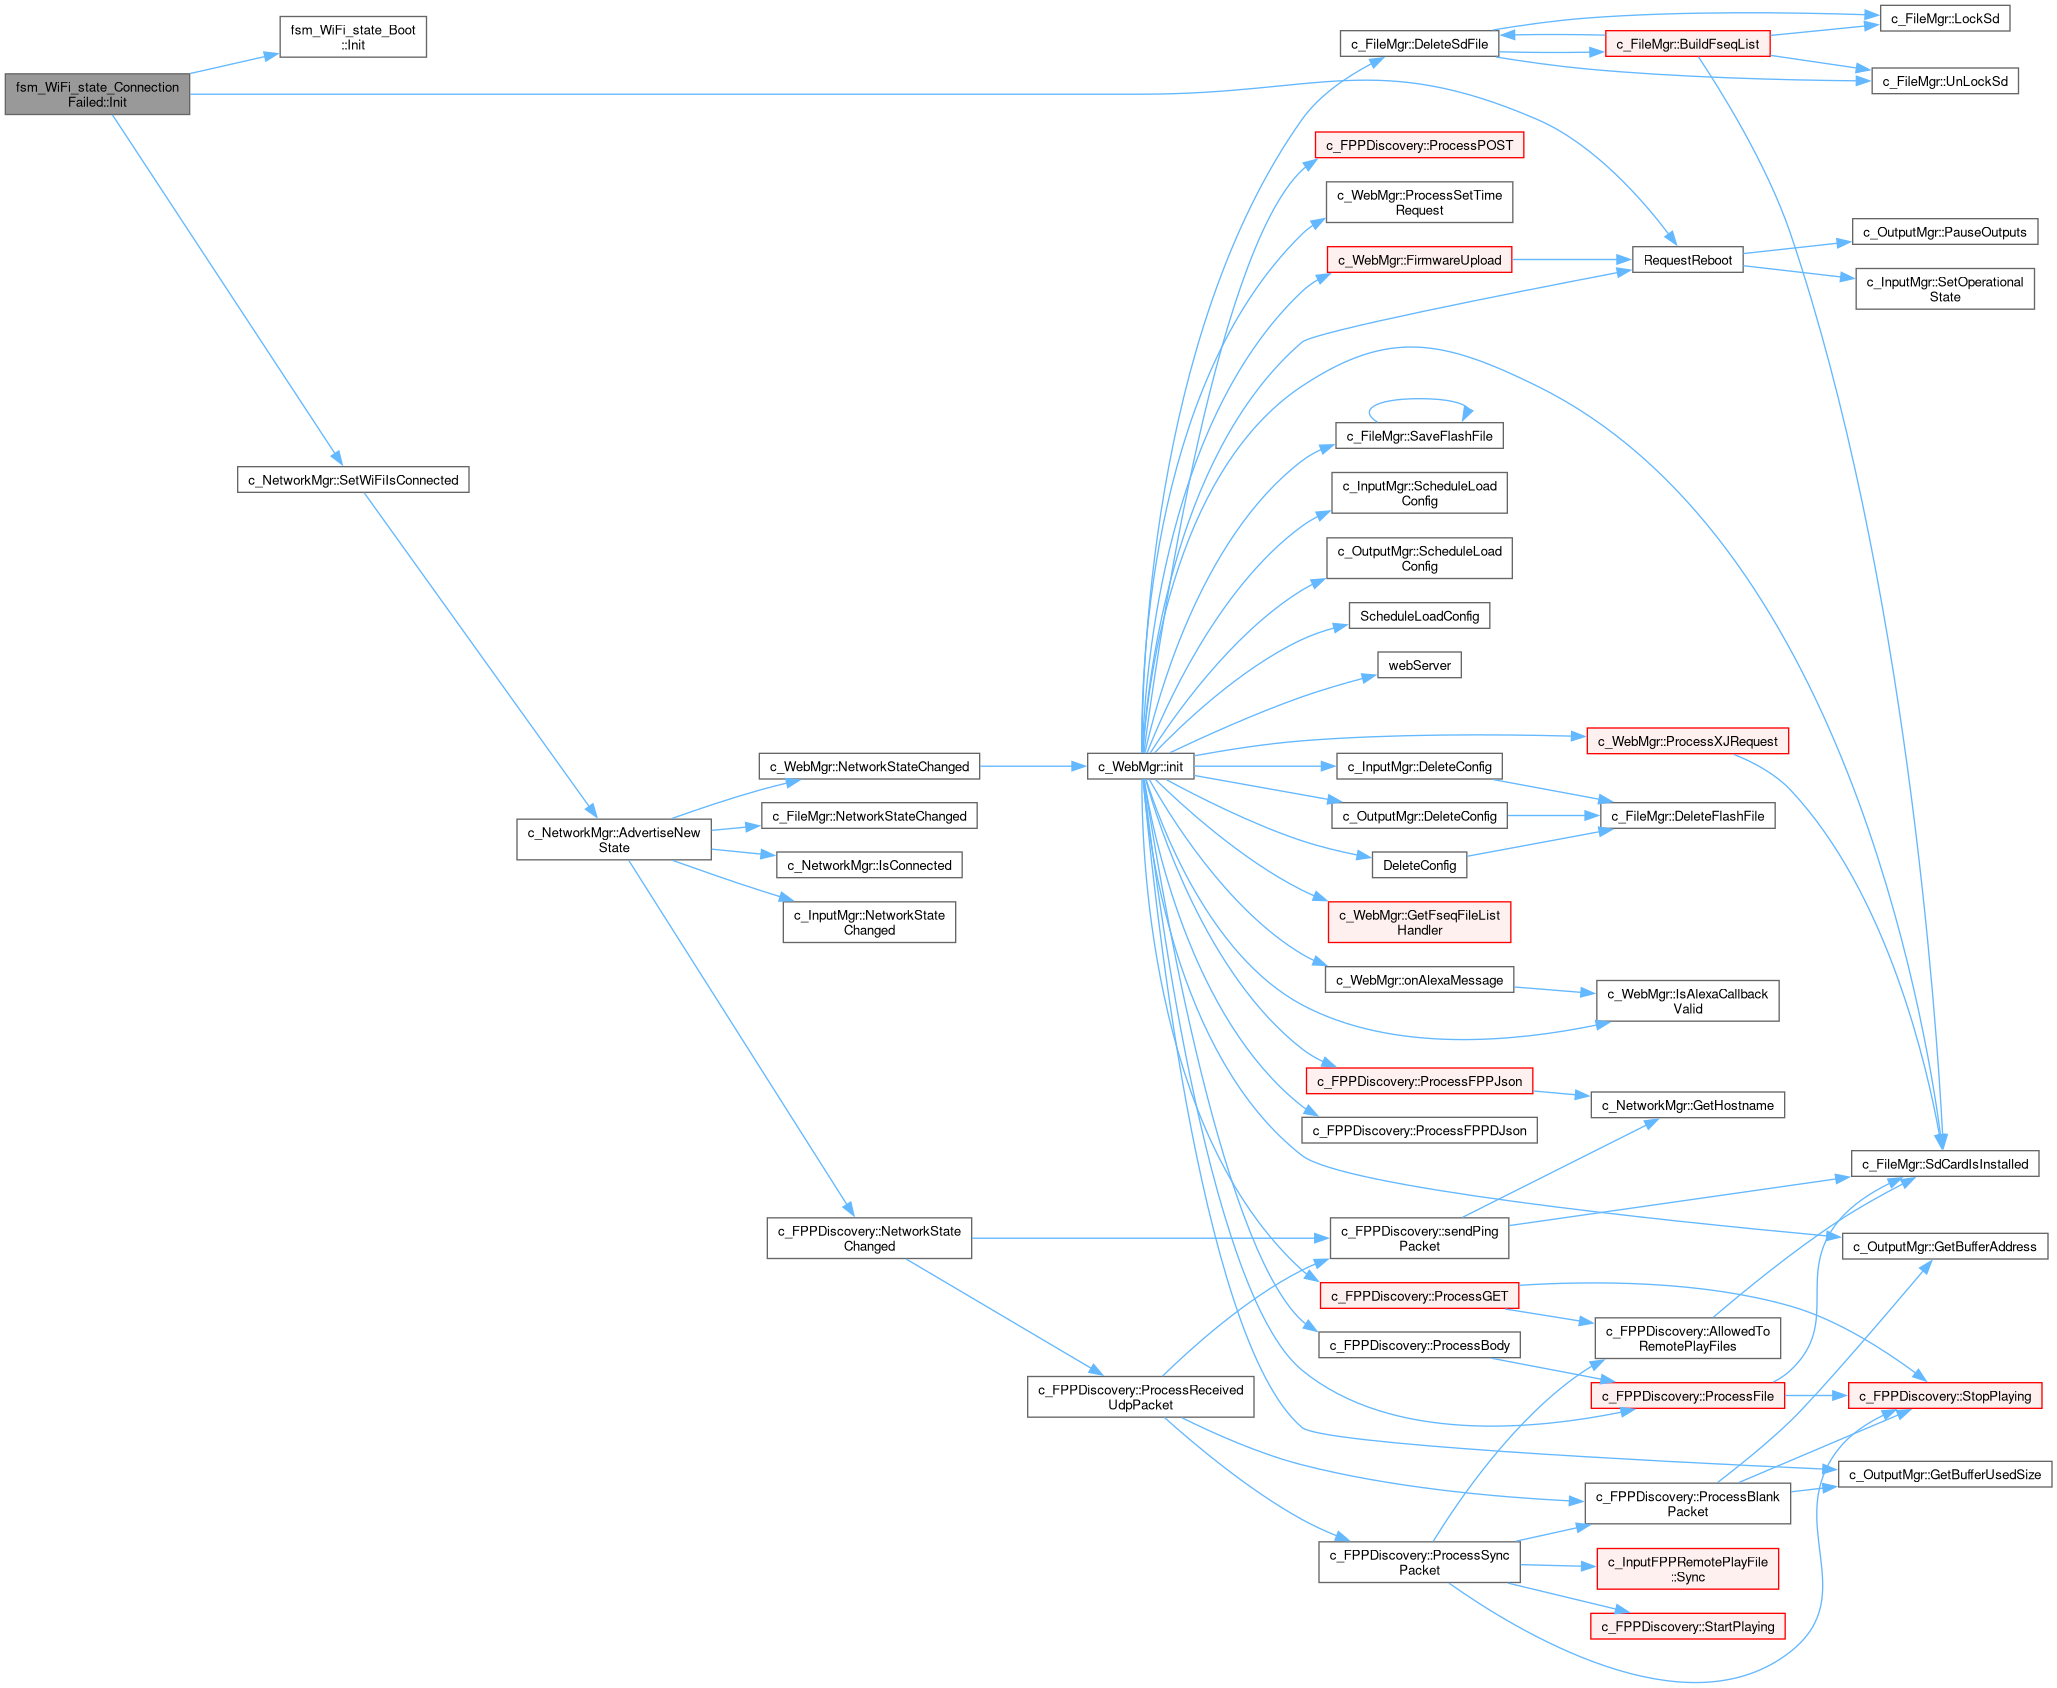 fsm_WiFi_state_Connection
Failed::Init
fsm_WiFi_state_Boot
::Init
c_NetworkMgr::SetWiFiIsConnected
c_NetworkMgr::AdvertiseNew
State
c_WebMgr::NetworkStateChanged
c_FileMgr::NetworkStateChanged
c_NetworkMgr::IsConnected
c_InputMgr::NetworkState
Changed
c_FPPDiscovery::NetworkState
Changed
c_FPPDiscovery::ProcessReceived
UdpPacket
c_WebMgr::init
c_FileMgr::DeleteSdFile
c_FPPDiscovery::ProcessPOST
c_WebMgr::ProcessSetTime
Request
c_WebMgr::FirmwareUpload
c_FileMgr::SaveFlashFile
c_InputMgr::ScheduleLoad
Config
c_OutputMgr::ScheduleLoad
Config
ScheduleLoadConfig
webServer
c_InputMgr::DeleteConfig
c_OutputMgr::DeleteConfig
DeleteConfig
c_WebMgr::GetFseqFileList
Handler
c_WebMgr::onAlexaMessage
c_FPPDiscovery::ProcessFPPJson
c_FPPDiscovery::ProcessFPPDJson
c_FPPDiscovery::sendPing
Packet
c_FPPDiscovery::ProcessGET
c_FPPDiscovery::ProcessBody
c_FPPDiscovery::ProcessSync
Packet
c_FileMgr::BuildFseqList
RequestReboot
c_WebMgr::ProcessXJRequest
c_FileMgr::DeleteFlashFile
c_WebMgr::IsAlexaCallback
Valid
c_NetworkMgr::GetHostname
c_FPPDiscovery::AllowedTo
RemotePlayFiles
c_FPPDiscovery::ProcessFile
c_FPPDiscovery::ProcessBlank
Packet
c_InputFPPRemotePlayFile
::Sync
c_FPPDiscovery::StartPlaying
c_FileMgr::LockSd
c_FileMgr::UnLockSd
c_OutputMgr::PauseOutputs
c_InputMgr::SetOperational
State
c_FileMgr::SdCardIsInstalled
c_OutputMgr::GetBufferAddress
c_FPPDiscovery::StopPlaying
c_OutputMgr::GetBufferUsedSize